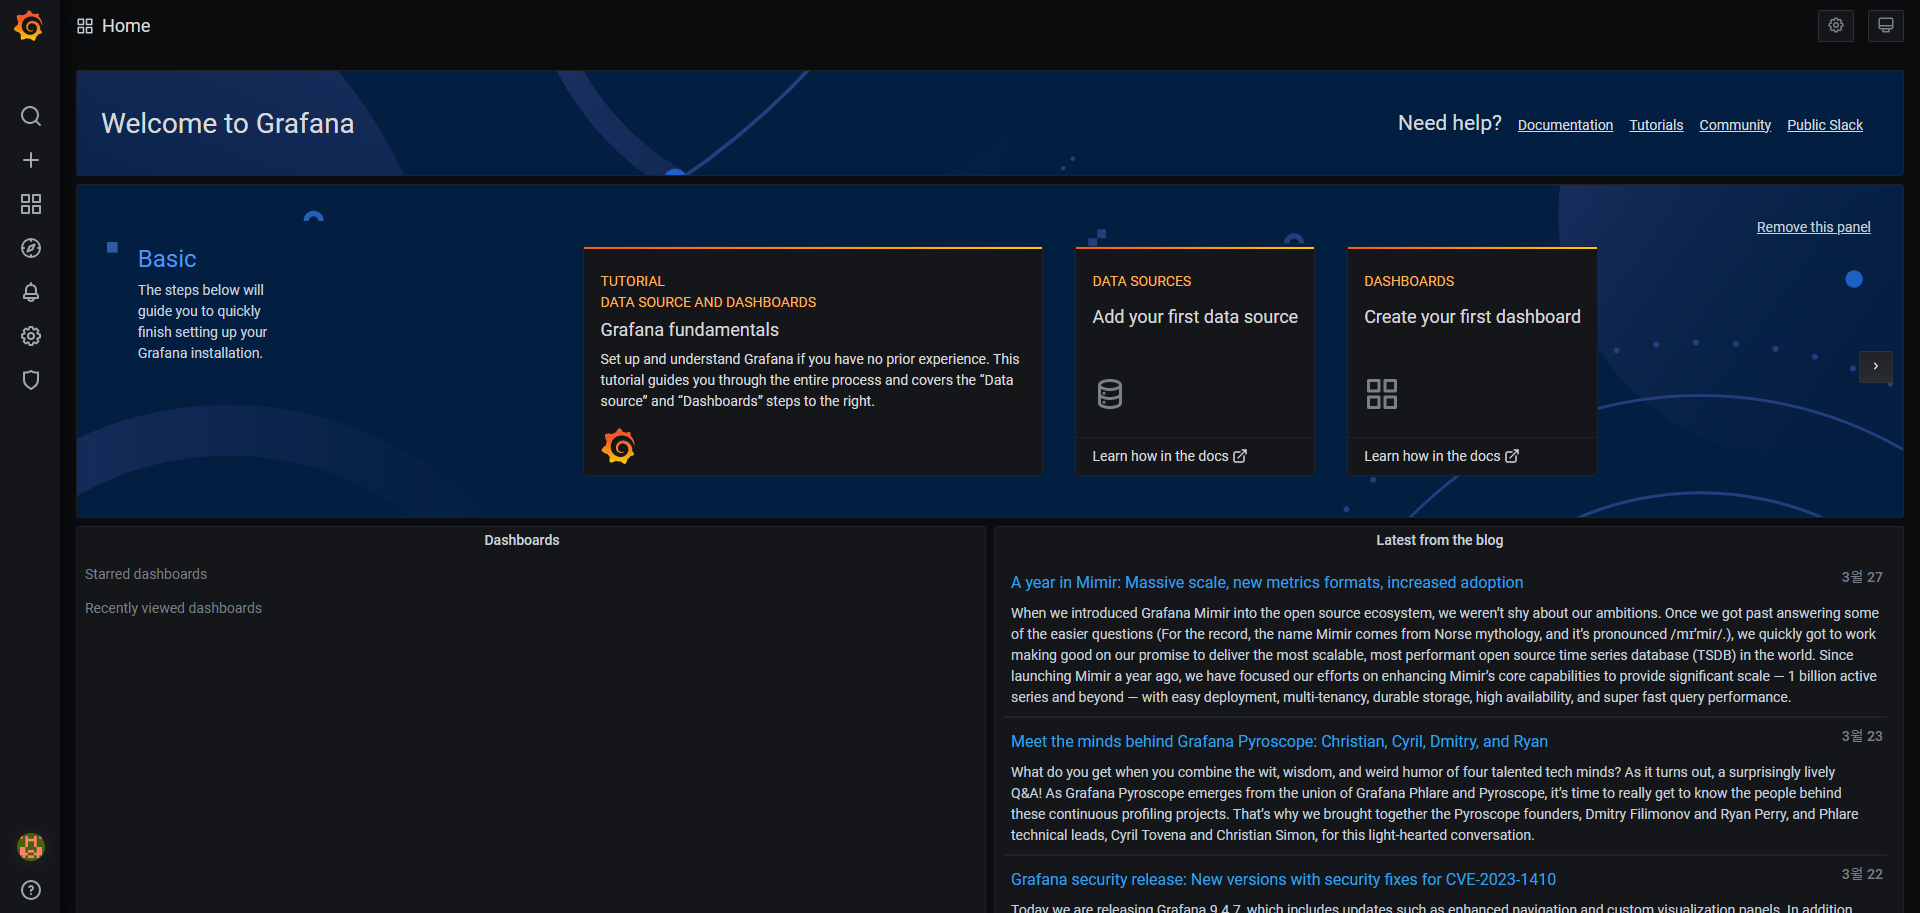 Home
Welcome to Grafana
Need help? Documentation Tutorials Community Public Slack
Remove this panel
Basic
The steps below will
guide you to quickly
finish setting up your
Grafana installation.
TUTORIAL
DATA SOURCE AND DASHBOARDS
Grafana fundamentals
Set up and understand Grafana if you have no prior experience. This
tutorial guides you through the entire process and covers the “Data
source” and “Dashboards” steps to the right.
DATA SOURCES
Add your first data source
Learn how in the docs
DASHBOARDS
Create your first dashboard
Learn how in the docs
Dashboards
Starred dashboards
Recently viewed dashboards
Latest from the blog
A year in Mimir: Massive scale, new metrics formats, increased adoption
3월 27
When we introduced Grafana Mimir into the open source ecosystem, we weren’t shy about our ambitions. Once we got past answering some
of the easier questions (For the record, the name Mimir comes from Norse mythology, and it’s pronounced /mɪ’mir/.), we quickly got to work
making good on our promise to deliver the most scalable, most performant open source time series database (TSDB) in the world. Since
launching Mimir a year ago, we have focused our efforts on enhancing Mimir’s core capabilities to provide significant scale — 1 billion active
series and beyond — with easy deployment, multi-tenancy, durable storage, high availability, and super fast query performance.
Meet the minds behind Grafana Pyroscope: Christian, Cyril, Dmitry, and Ryan
3월 23
What do you get when you combine the wit, wisdom, and weird humor of four talented tech minds? As it turns out, a surprisingly lively
Q&A! As Grafana Pyroscope emerges from the union of Grafana Phlare and Pyroscope, it’s time to really get to know the people behind
these continuous profiling projects. That’s why we brought together the Pyroscope founders, Dmitry Filimonov and Ryan Perry, and Phlare
technical leads, Cyril Tovena and Christian Simon, for this light-hearted conversation.
Grafana security release: New versions with security fixes for CVE-2023-1410
3월 22
Today we are releasing Grafana 9.4.7, which includes updates such as enhanced navigation and custom visualization panels. In addition